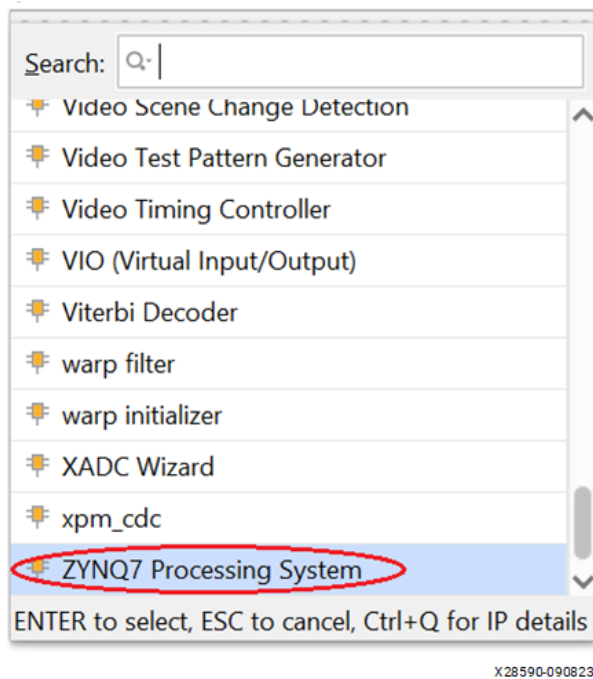 Search:
Video Scene Change Detection
Video Test Pattern Generator
Video Timing Controller
VIO (Virtual Input/Output)
Viterbi Decoder
warp filter
warp initializer
XADC Wizard
xpm_cdc
ZYNQ7 Processing System
ENTER to select, ESC to cancel, Ctrl+Q for IP details
X28590-090823